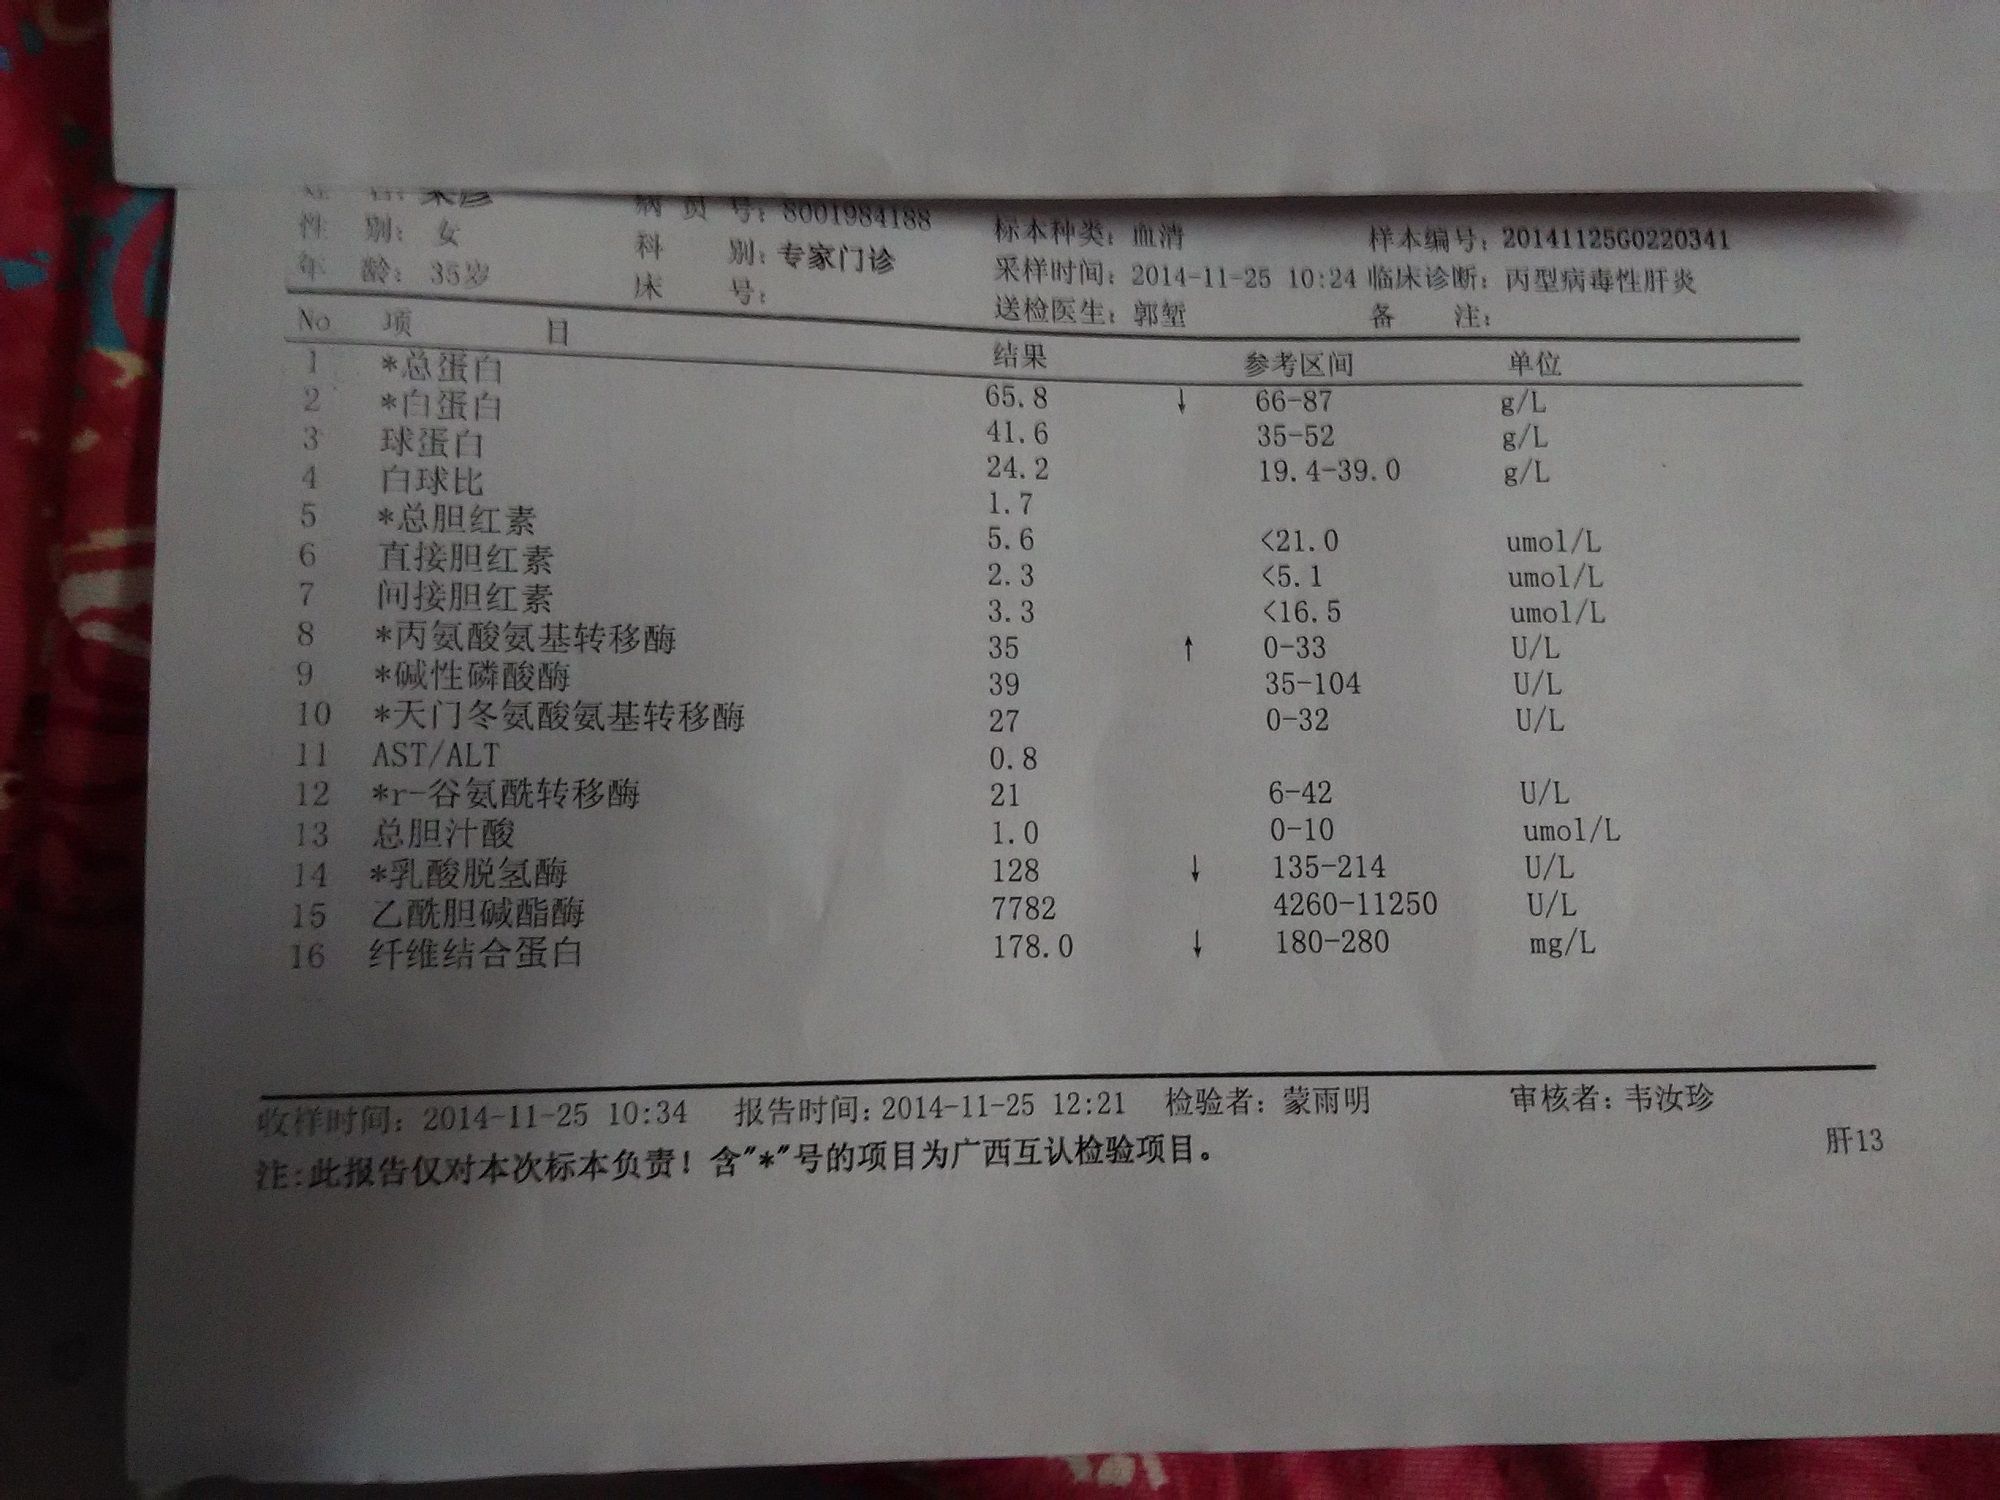 性 别: 女 科 别: 专家门诊 标本种类: 血清 样本编号: 20141125G0220341
病 员 号: 8001984188
年 龄: 35岁 床 号: 采样时间: 2014-11-25 10:24 临床诊断: 丙型病毒性肝炎
送检医生: 郭堑 备 注:
No 项 目 结果 参考区间 单位
1 *总蛋白 65.8 ↓ 66-87 g/L
2 *白蛋白 41.6 35-52 g/L
3 球蛋白 24.2 19.4-39.0 g/L
4 白球比 1.7
5 *总胆红素 5.6 <21.0 umol/L
6 直接胆红素 2.3 <5.1 umol/L
7 间接胆红素 3.3 <16.5 umol/L
8 *丙氨酸氨基转移酶 35 ↑ 0-33 U/L
9 *碱性磷酸酶 39 35-104 U/L
10 *天门冬氨酸氨基转移酶 27 0-32 U/L
11 AST/ALT 0.8
12 *r-谷氨酰转移酶 21 6-42 U/L
13 总胆汁酸 1.0 0-10 umol/L
14 *乳酸脱氢酶 128 ↓ 135-214 U/L
15 乙酰胆碱酯酶 7782 4260-11250 U/L
16 纤维结合蛋白 178.0 ↓ 180-280 mg/L
收样时间: 2014-11-25 10:34 报告时间: 2014-11-25 12:21 检验者: 蒙雨明 审核者: 韦汝珍
注:此报告仅对本次标本负责! 含"*"号的项目为广西互认检验项目。
肝13